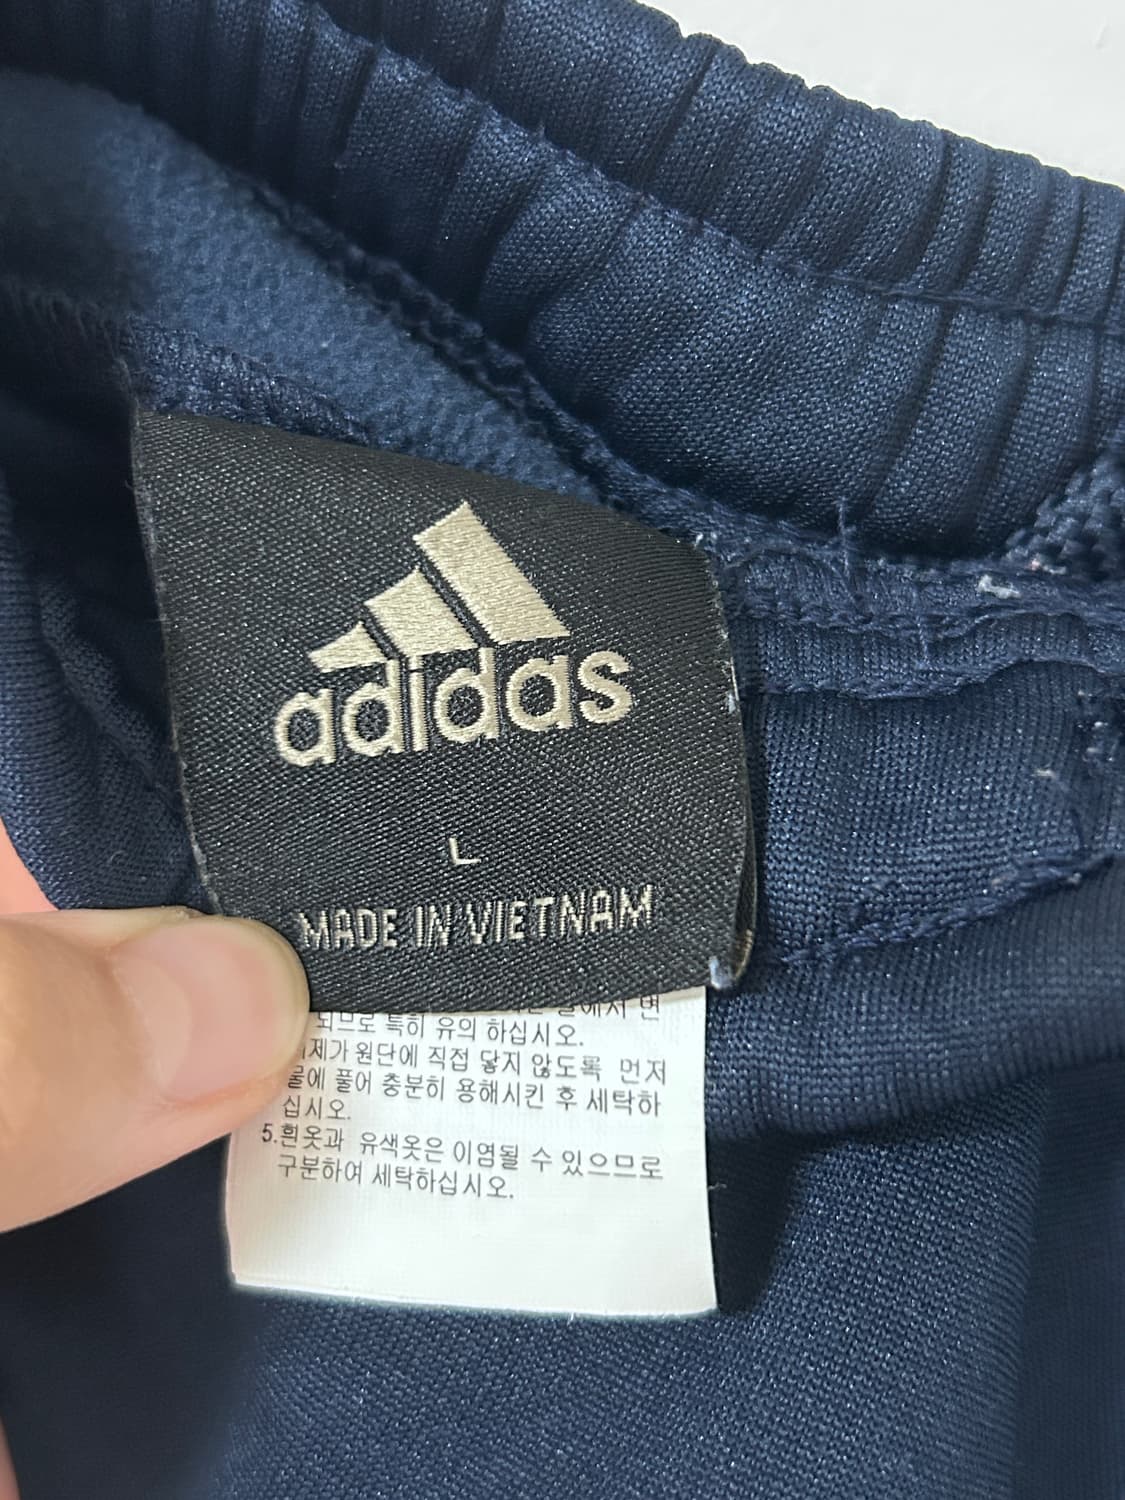 adidas
L
MADE IN VIETNAM
에서 변
되므로 특히 유의 하십시오.
제가 원단에 직접 닿지 않도록 먼저
물에 풀어 충분히 용해시킨 후 세탁하
십시오.
5.흰옷과 유색옷은 이염될 수 있으므로
구분하여 세탁하십시오.